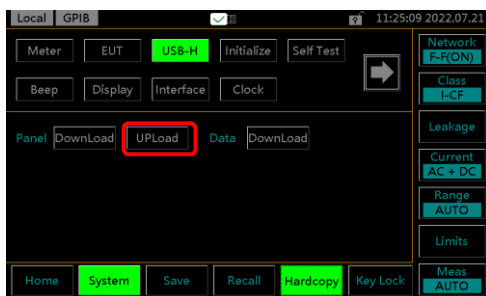 Local GPIB 11:25:09 2022.07.21
Meter EUT USB-H Initialize Self Test
Beep Display Interface Clock
Panel DownLoad UPLoad Data DownLoad
Network
F-F(ON)
Class
I-CF
Leakage
Current
AC + DC
Range
AUTO
Limits
Meas
AUTO
Home System Save Recall Hardcopy Key Lock